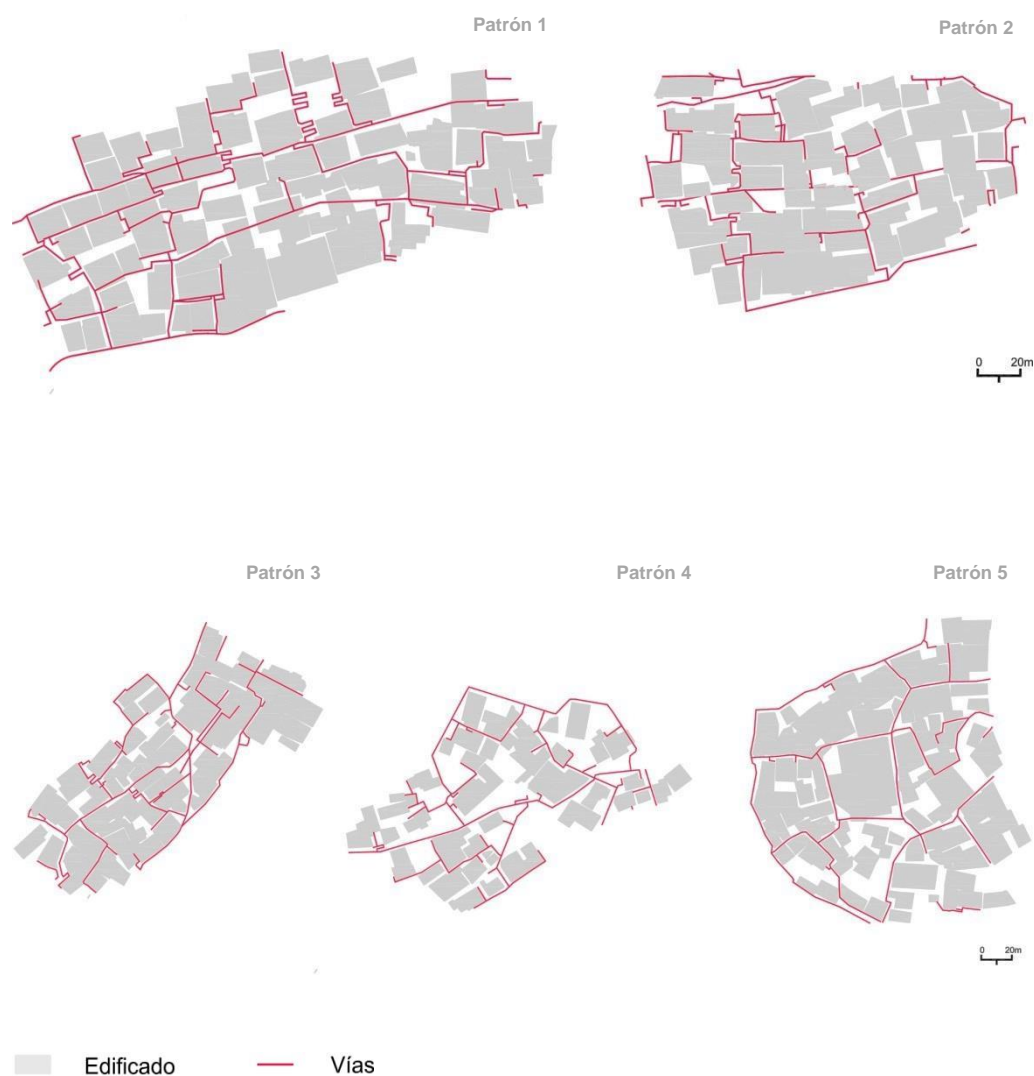 Patrón 1
Patrón 2
0 20m
Patrón 3
Patrón 4
Patrón 5
0 20m
Edificado
Vías